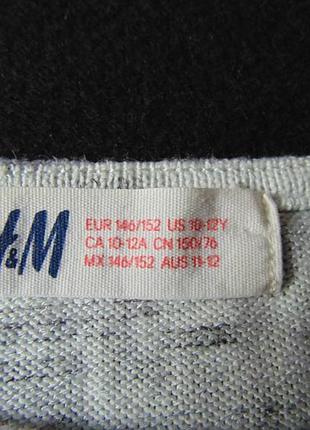 &M
EUR 146/152 US 10-12Y
CA 10-12A CN 150/76
MX 146/152 AUS 11-12